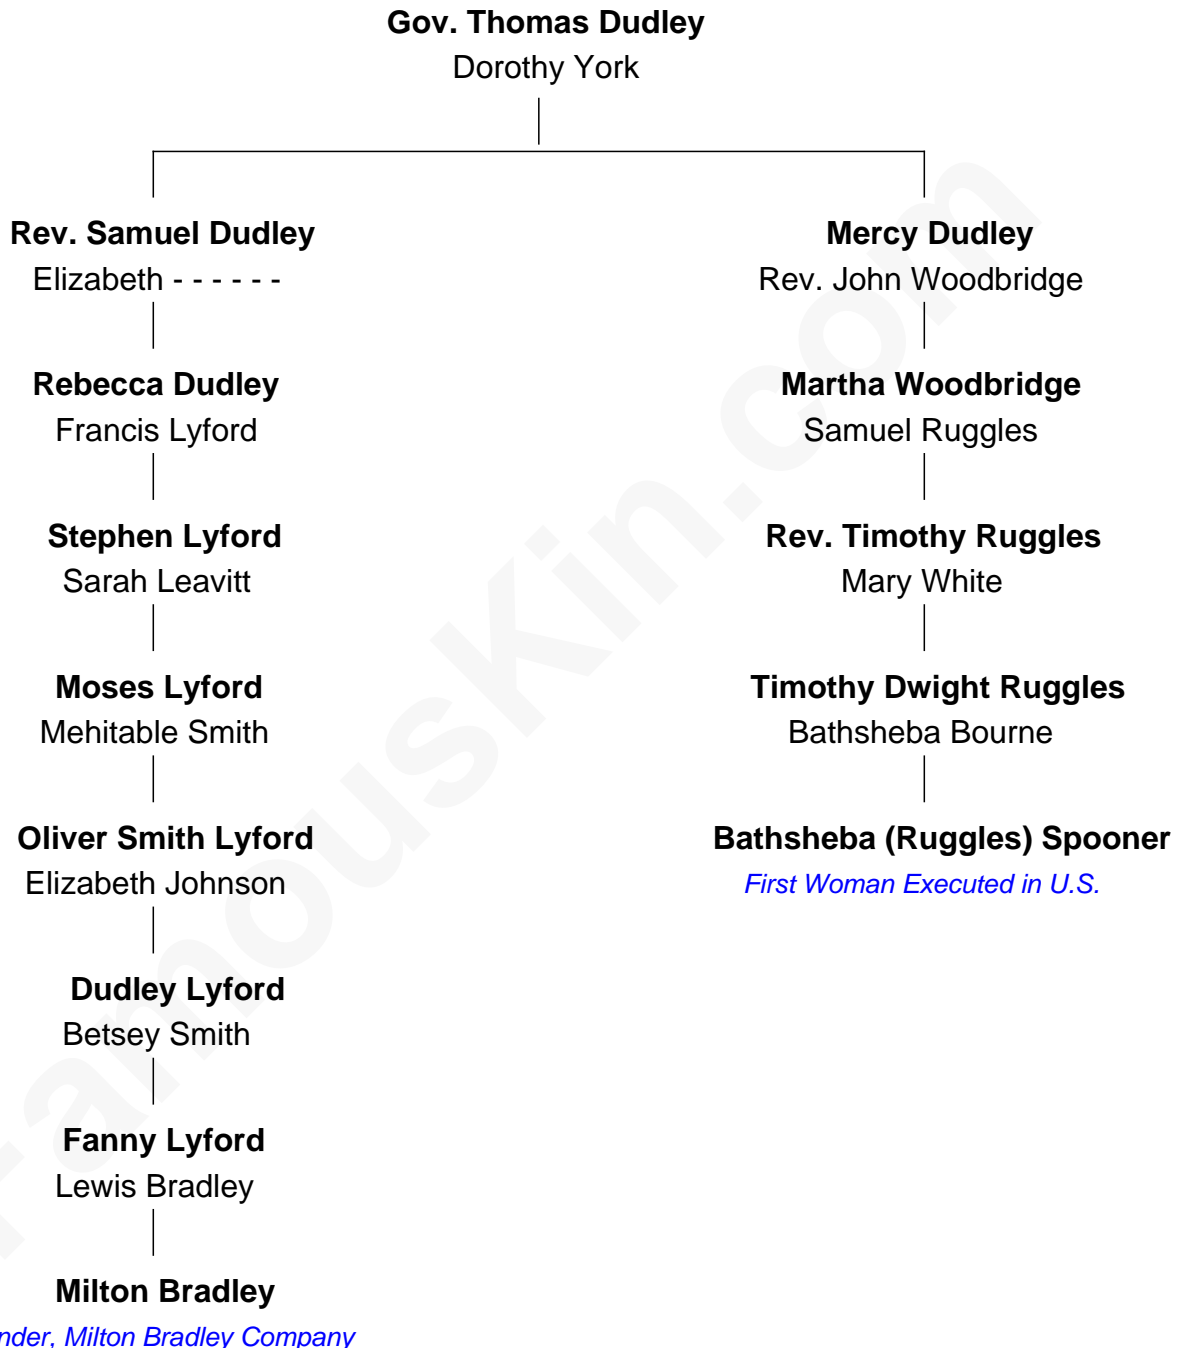 Gov. Thomas Dudley
Dorothy York
Rev. Samuel Dudley
Elizabeth - - - - - -
Rebecca Dudley
Francis Lyford
Stephen Lyford
Sarah Leavitt
Moses Lyford
Mehitable Smith
Oliver Smith Lyford
Elizabeth Johnson
Dudley Lyford
Betsey Smith
Fanny Lyford
Lewis Bradley
Milton Bradley
nder, Milton Bradley Company
Mercy Dudley
Rev. John Woodbridge
Martha Woodbridge
Samuel Ruggles
Rev. Timothy Ruggles
Mary White
Timothy Dwight Ruggles
Bathsheba Bourne
Bathsheba (Ruggles) Spooner
First Woman Executed in U.S.
FamousKin.com